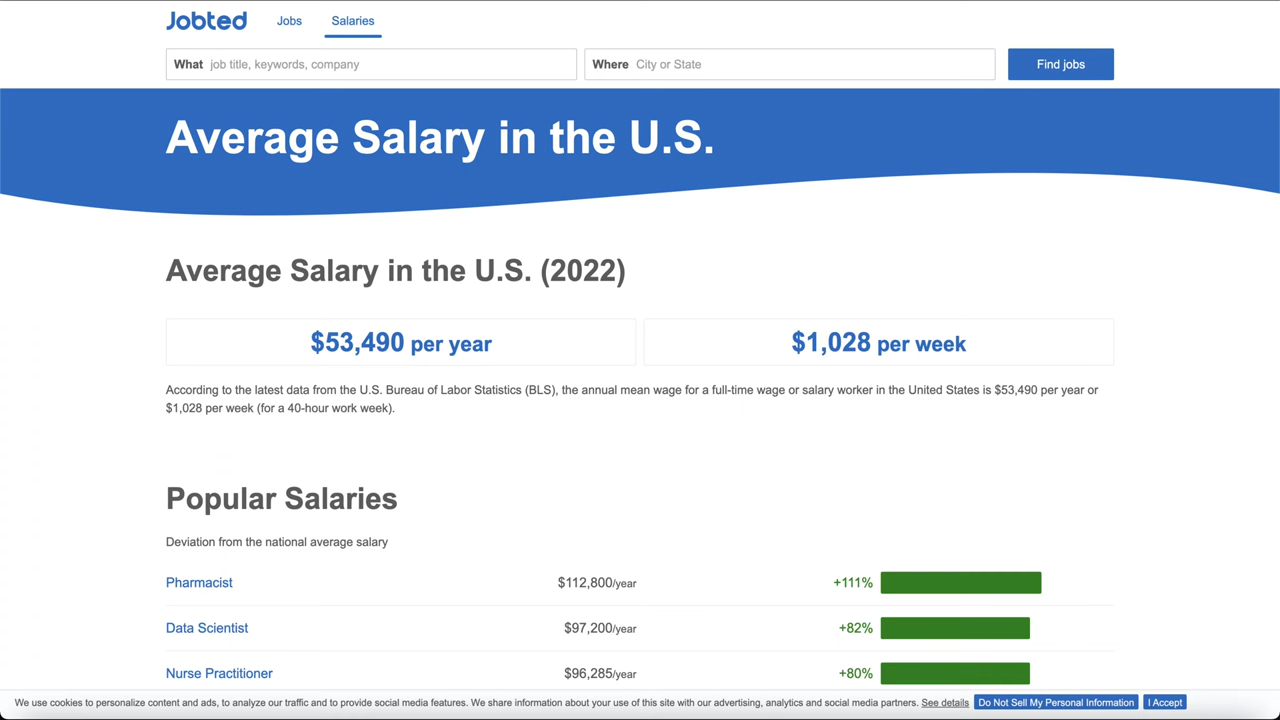 Jobted Jobs Salaries
What job title, keywords, company Where City or State Find jobs
Average Salary in the U.S.
Average Salary in the U.S. (2022)
$53,490 per year $1,028 per week
According to the latest data from the U.S. Bureau of Labor Statistics (BLS), the annual mean wage for a full-time wage or salary worker in the United States is $53,490 per year or
$1,028 per week (for a 40-hour work week).
Popular Salaries
Deviation from the national average salary
Pharmacist $112,800/year +111%
Data Scientist $97,200/year +82%
Nurse Practitioner $96,285/year +80%
We use cookies to personalize content and ads, to analyze our traffic and to provide social media features. We share information about your use of this site with our advertising, analytics and social media partners. See details Do Not Sell My Personal Information I Accept